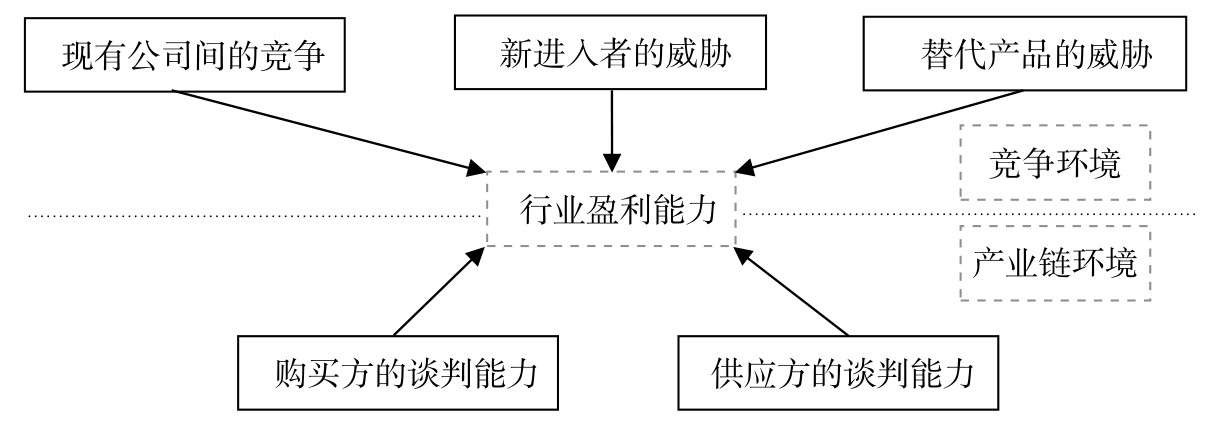 现有公司间的竞争
新进入者的威胁
替代产品的威胁
竞争环境
行业盈利能力
产业链环境
购买方的谈判能力
供应方的谈判能力